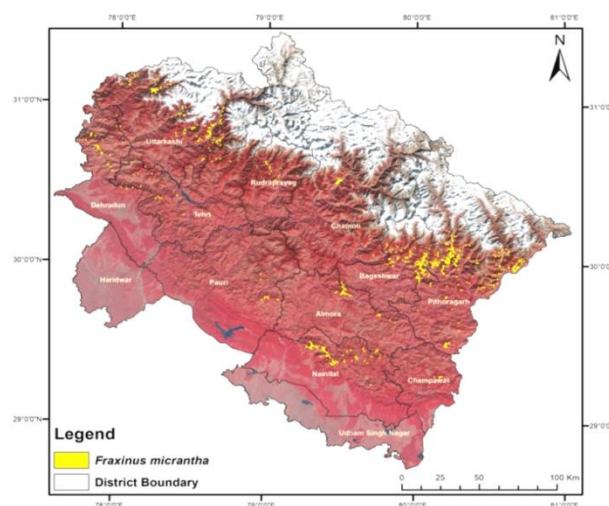 78°0'0"E 79°0'0"E 80°0'0"E 81°0'0"E
N
31°0'0"N
31°0'0"N
Uttarkashi
Rudraprayag
Dehradun
Tehri
Chamoli
30°0'0"N
30°0'0"N
Bageshwar
Haridwar
Pauri
Pithoragarh
Almora
Nainital
Champawat
29°0'0"N
29°0'0"N
Udham Singh Nagar
Legend
Fraxinus micrantha
District Boundary
0 25 50 100 Km
78°0'0"E 79°0'0"E 80°0'0"E 81°0'0"E